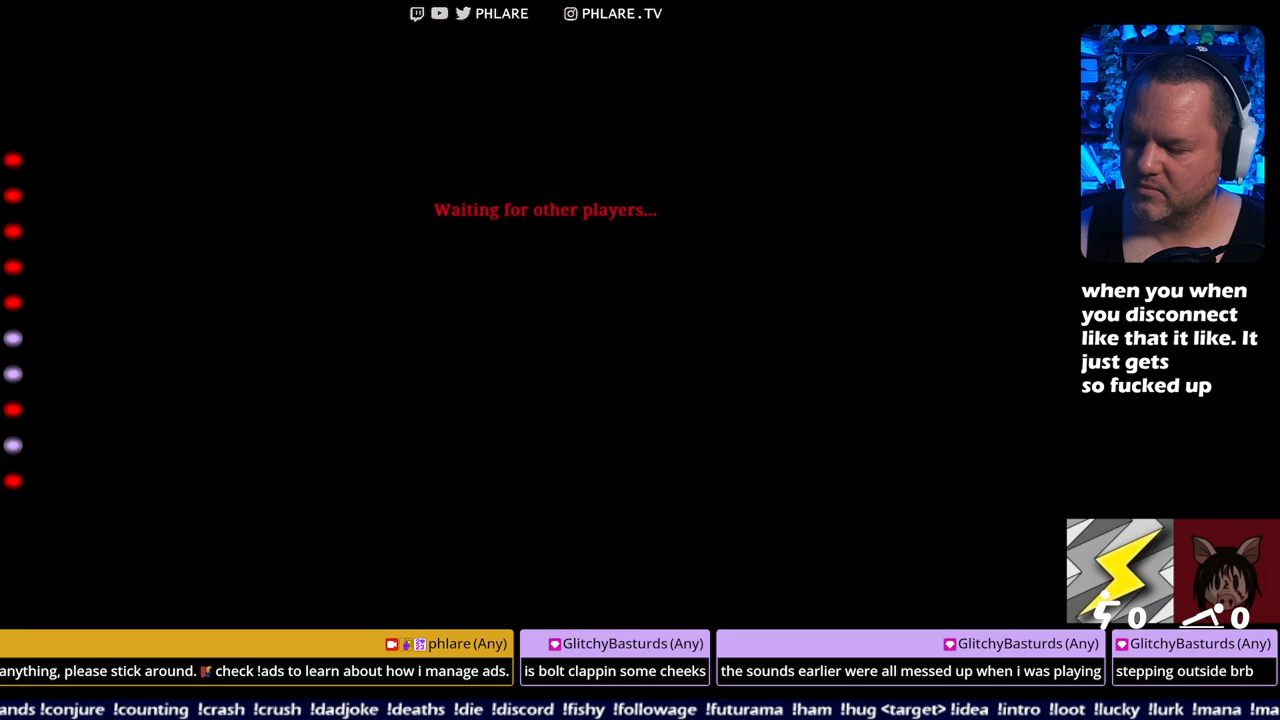 PHLARE PHLARE.TV
Waiting for other players...
when you when
you disconnect
like that it like. It
just gets
so fucked up
0 0
phlare (Any)
anything, please stick around. check !ads to learn about how i manage ads.
GlitchyBasturds (Any)
is bolt clappin some cheeks
GlitchyBasturds (Any)
the sounds earlier were all messed up when i was playing
GlitchyBasturds (Any)
stepping outside brb
ands !conjure !counting !crash !crush !dadjoke !deaths !die !discord !fishy !followage !futurama !ham !hug <target> !idea !intro !loot !lucky !lurk !mana !ma